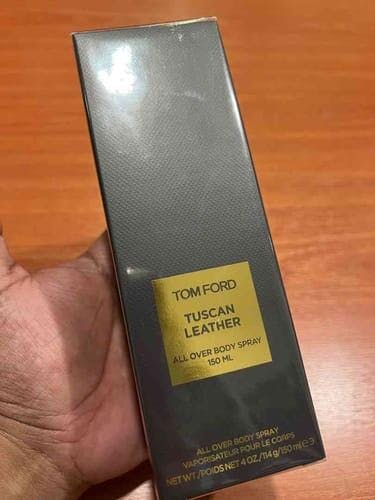 TOM FORD
TUSCAN
LEATHER
ALL OVER BODY SPRAY
150 ML
ALL OVER BODY SPRAY
VAPORISATEUR POUR LE CORPS
NET WT./POIDS NET 4 OZ./114 g/150 ml ℮